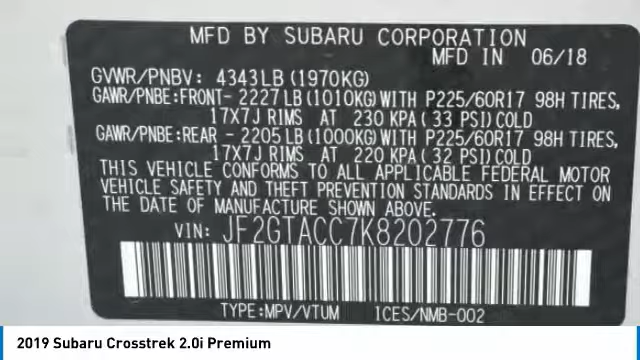 MFD BY SUBARU CORPORATION
MFD IN 06/18
GVWR/PNBV: 4343LB (1970KG)
GAWR/PNBE:FRONT- 2227LB (1010KG) WITH P225/60R17 98H TIRES,
17X7J RIMS AT 230 KPA ( 33 PSI) COLD
GAWR/PNBE:REAR - 2205LB (1000KG) WITH P225/60R17 98H TIRES,
17X7J RIMS AT 220 KPA ( 32 PSI) COLD
THIS VEHICLE CONFORMS TO ALL APPLICABLE FEDERAL MOTOR
VEHICLE SAFETY AND THEFT PREVENTION STANDARDS IN EFFECT ON
THE DATE OF MANUFACTURE SHOWN ABOVE.
VIN: JF2GTACC7K8202776
TYPE:MPV/VTUM ICES/NMB-002
2019 Subaru Crosstrek 2.0i Premium